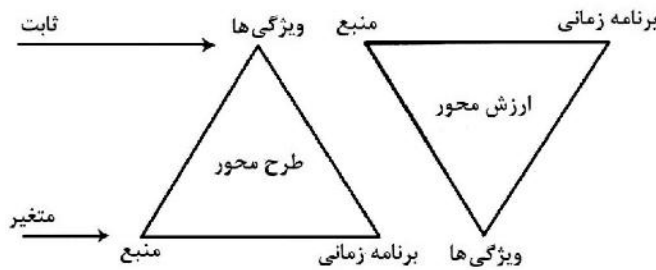 ثابت
ویژگی‌ها
منبع
برنامه زمانی
ارزش محور
طرح محور
متغیر
منبع
برنامه زمانی
ویژگی‌ها